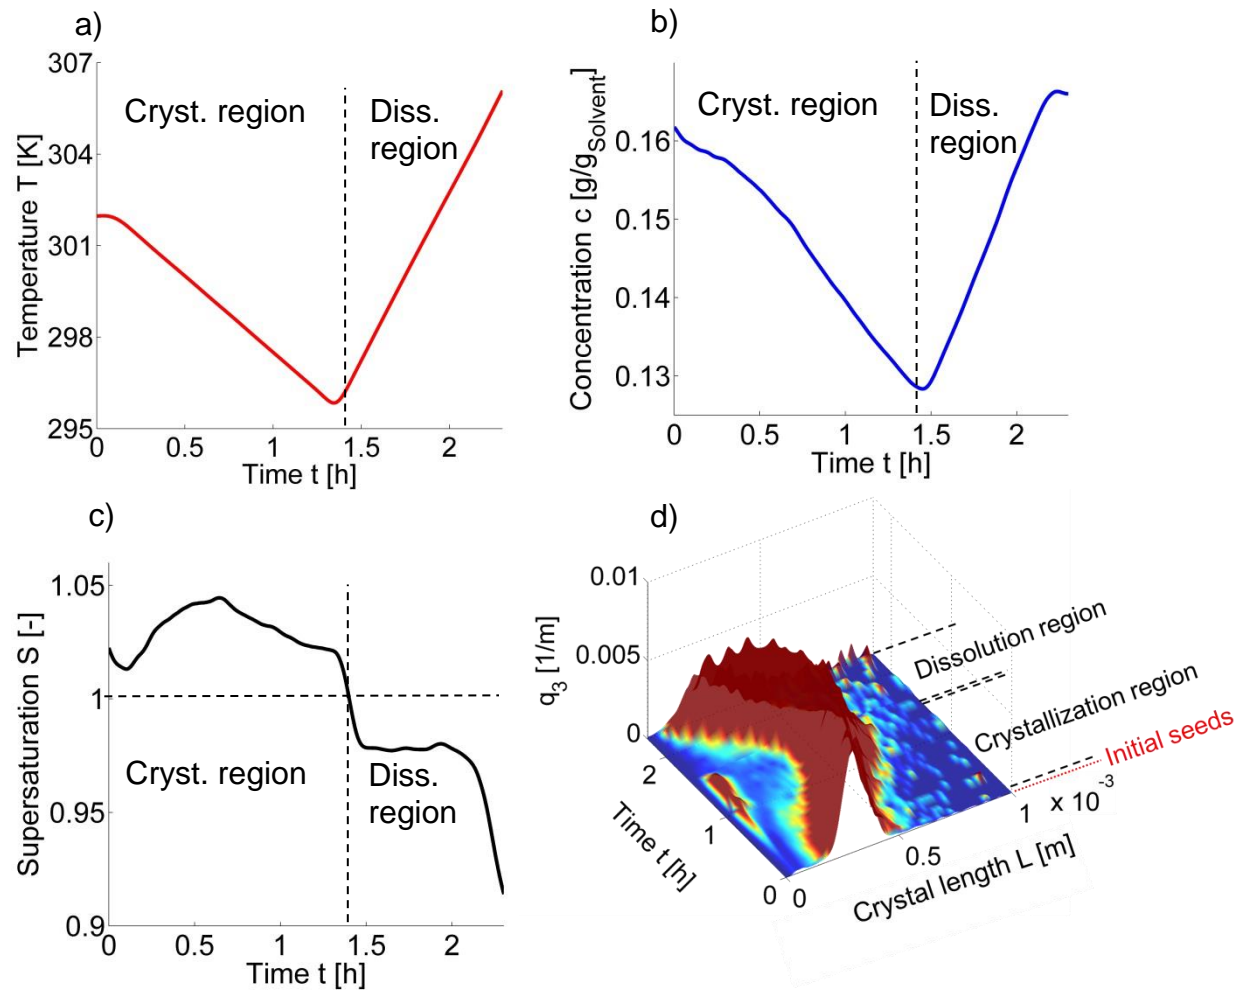 a)
307
304
301
298
295
Temperature T [K]
Cryst. region
Diss.
region
0
0.5
1
1.5
2
Time t [h]
b)
0.16
0.15
0.14
0.13
Concentration c [g/gSolvent]
Cryst. region
Diss.
region
0
0.5
1
1.5
2
Time t [h]
c)
1.05
1
0.95
0.9
Supersaturation S [-]
Cryst. region
Diss.
region
0
0.5
1
1.5
2
Time t [h]
d)
0.01
0.005
0
q3 [1/m]
2
1
0
Time t [h]
0
0.5
1
x 10-3
Crystal length L [m]
Dissolution region
Crystallization region
Initial seeds